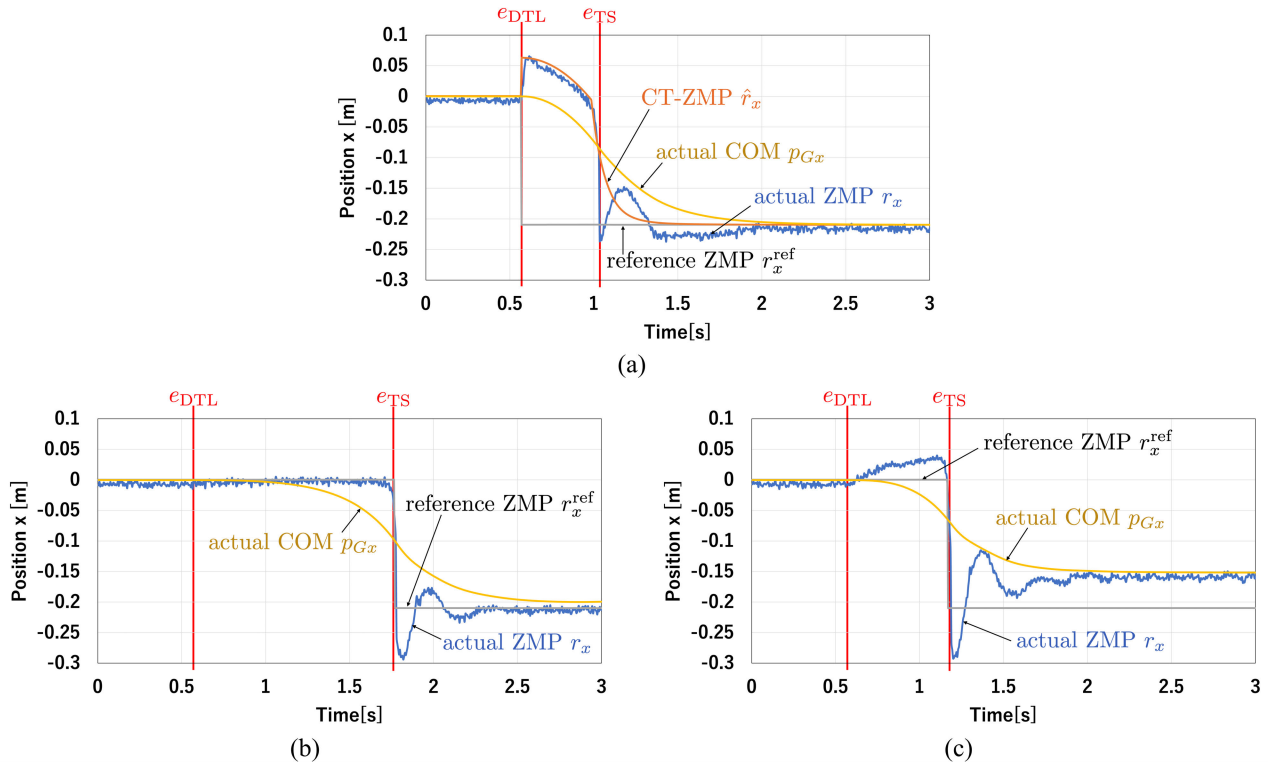 e_DTL e_TS
0.1
0.05
0
-0.05
-0.1
-0.15
-0.2
-0.25
-0.3
Position x [m]
CT-ZMP r̂_x
actual COM p_Gx
actual ZMP r_x
reference ZMP r_x^ref
0 0.5 1 1.5 2 2.5 3
Time[s]
(a)
e_DTL e_TS
0.1
0.05
0
-0.05
-0.1
-0.15
-0.2
-0.25
-0.3
Position x [m]
reference ZMP r_x^ref
actual COM p_Gx
actual ZMP r_x
0 0.5 1 1.5 2 2.5 3
Time[s]
(b)
e_DTL e_TS
0.1
0.05
0
-0.05
-0.1
-0.15
-0.2
-0.25
-0.3
Position x [m]
reference ZMP r_x^ref
actual COM p_Gx
actual ZMP r_x
0 0.5 1 1.5 2 2.5 3
Time[s]
(c)